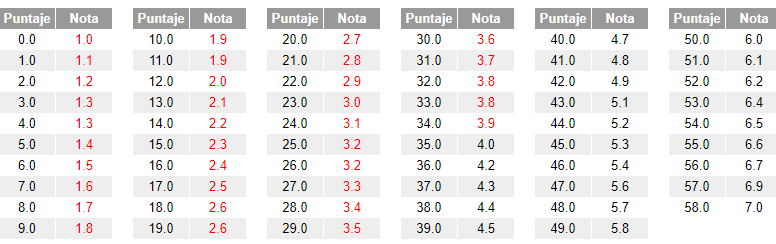 Puntaje Nota Puntaje Nota Puntaje Nota Puntaje Nota Puntaje Nota Puntaje Nota
0.0 1.0 10.0 1.9 20.0 2.7 30.0 3.6 40.0 4.7 50.0 6.0
1.0 1.1 11.0 1.9 21.0 2.8 31.0 3.7 41.0 4.8 51.0 6.1
2.0 1.2 12.0 2.0 22.0 2.9 32.0 3.8 42.0 4.9 52.0 6.2
3.0 1.3 13.0 2.1 23.0 3.0 33.0 3.8 43.0 5.1 53.0 6.4
4.0 1.3 14.0 2.2 24.0 3.1 34.0 3.9 44.0 5.2 54.0 6.5
5.0 1.4 15.0 2.3 25.0 3.2 35.0 4.0 45.0 5.3 55.0 6.6
6.0 1.5 16.0 2.4 26.0 3.2 36.0 4.2 46.0 5.4 56.0 6.7
7.0 1.6 17.0 2.5 27.0 3.3 37.0 4.3 47.0 5.6 57.0 6.9
8.0 1.7 18.0 2.6 28.0 3.4 38.0 4.4 48.0 5.7 58.0 7.0
9.0 1.8 19.0 2.6 29.0 3.5 39.0 4.5 49.0 5.8